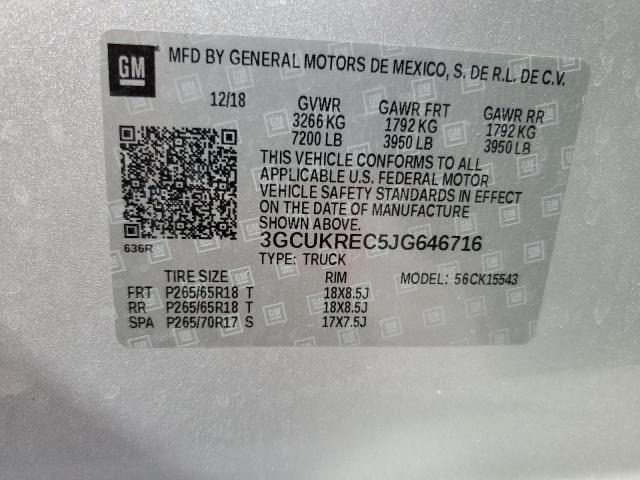 GM
MFD BY GENERAL MOTORS DE MEXICO, S. DE R.L. DE C.V.
12/18 GVWR GAWR FRT GAWR RR
3266 KG 1792 KG 1792 KG
7200 LB 3950 LB 3950 LB
THIS VEHICLE CONFORMS TO ALL
APPLICABLE U.S. FEDERAL MOTOR
VEHICLE SAFETY STANDARDS IN EFFECT
ON THE DATE OF MANUFACTURE
SHOWN ABOVE.
636R 3GCUKREC5JG646716
TYPE: TRUCK
TIRE SIZE RIM MODEL: 56CK15543
FRT P265/65R18 T 18X8.5J
RR P265/65R18 T 18X8.5J
SPA P265/70R17 S 17X7.5J